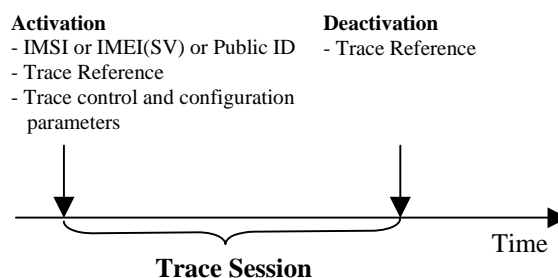 Activation
- IMSI or IMEI(SV) or Public ID
- Trace Reference
- Trace control and configuration
parameters
Deactivation
- Trace Reference
Time
Trace Session